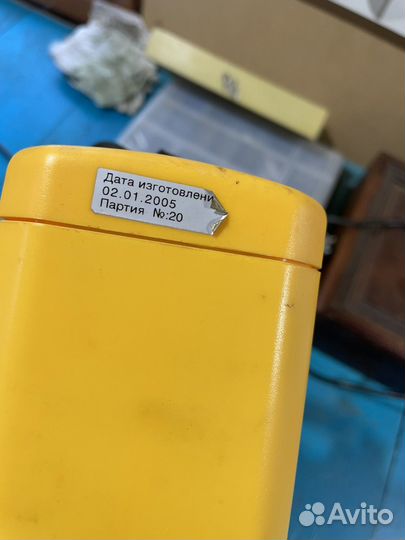 Дата изготовлени
02.01.2005
Партия №:20
Avito